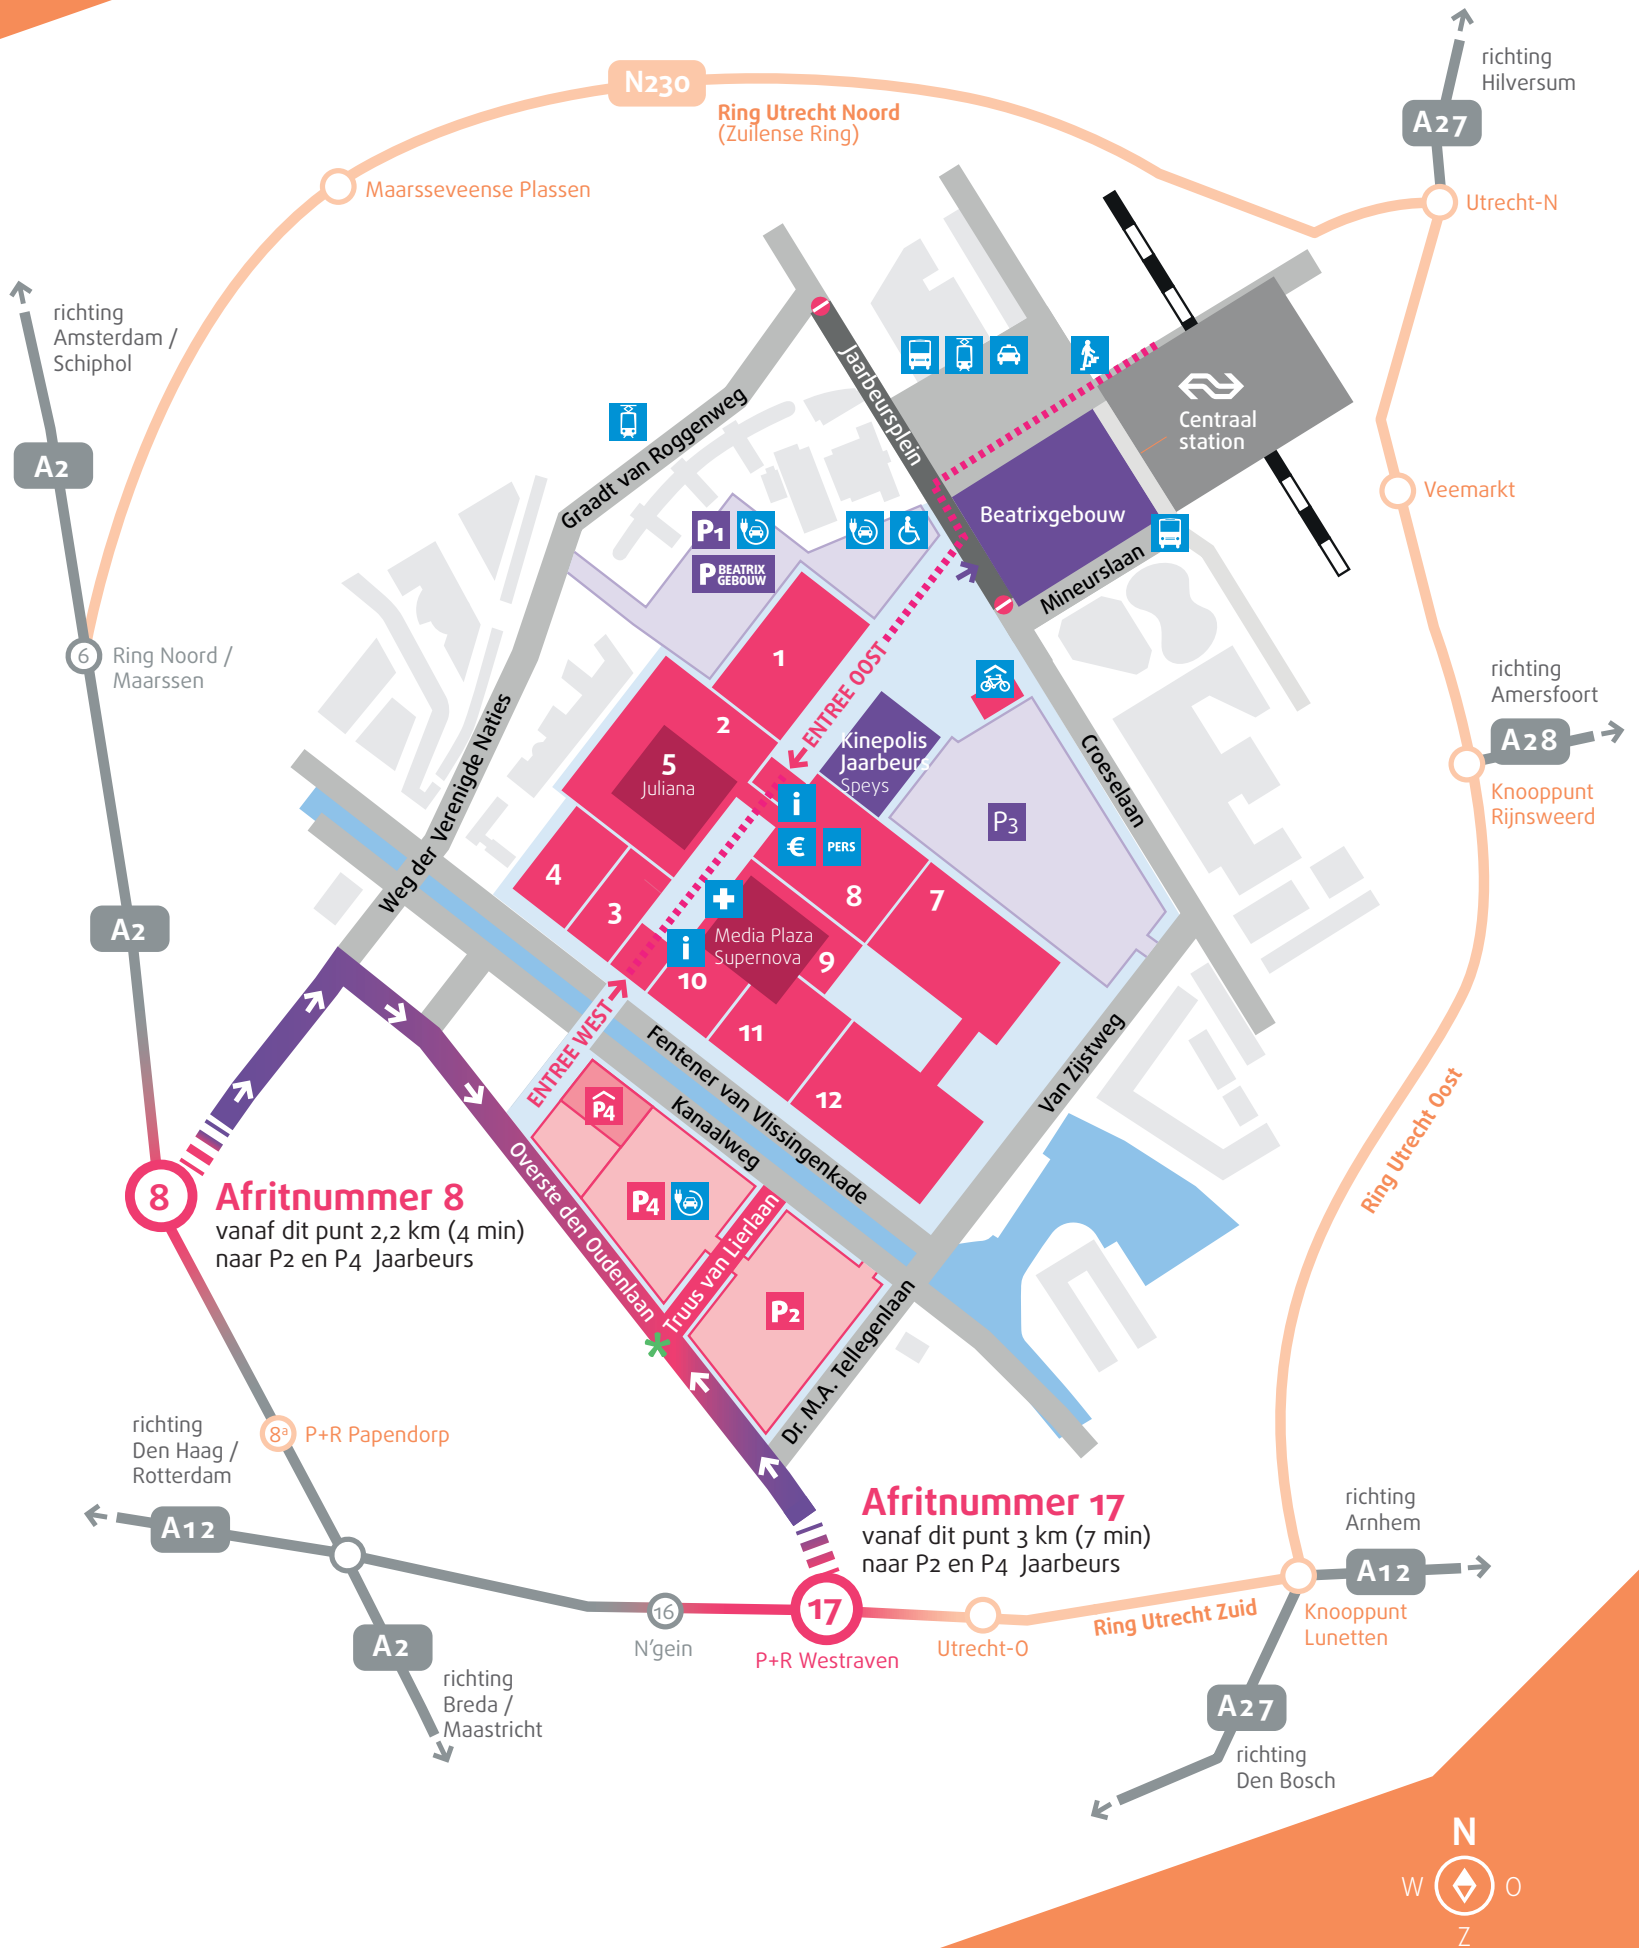 N230
Ring Utrecht Noord
(Zuilense Ring)
richting
Hilversum
A27
Maarsseveense Plassen
Utrecht-N
richting
Amsterdam /
Schiphol
A2
Jaarbeursplein
Graadt van Roggenweg
Centraal
station
Veemarkt
Beatrixgebouw
Mineurslaan
P1
P BEATRIX
GEBOUW
6
Ring Noord /
Maarssen
1
2
ENTREE OOST
5
Juliana
Kinepolis
Jaarbeurs
Speys
Croeselaan
richting
Amersfoort
A28
Knooppunt
Rijnsweerd
P3
i
€
PERS
Weg der Verenigde Naties
4
3
8
7
Media Plaza
Supernova
i
9
10
11
12
A2
ENTREE WEST
Fentener van Vlissingenkade
Kanaalweg
Van Zijstweg
P4
P4
Overste den Oudenlaan
Truus van Lierlaan
P2
Dr. M.A. Tellegenlaan
*
Ring Utrecht Oost
8
Afritnummer 8
vanaf dit punt 2,2 km (4 min)
naar P2 en P4 Jaarbeurs
8a
P+R Papendorp
richting
Den Haag /
Rotterdam
A12
A2
richting
Breda /
Maastricht
16
N'gein
Afritnummer 17
vanaf dit punt 3 km (7 min)
naar P2 en P4 Jaarbeurs
17
P+R Westraven
Utrecht-O
Ring Utrecht Zuid
richting
Arnhem
A12
Knooppunt
Lunetten
A27
richting
Den Bosch
N
W
O
Z